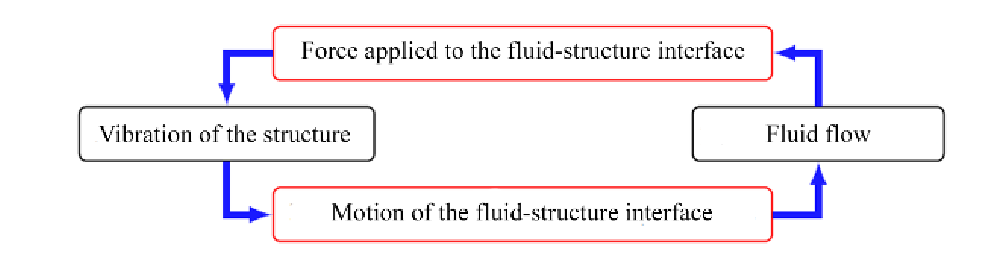 Force applied to the fluid-structure interface
Vibration of the structure
Fluid flow
Motion of the fluid-structure interface